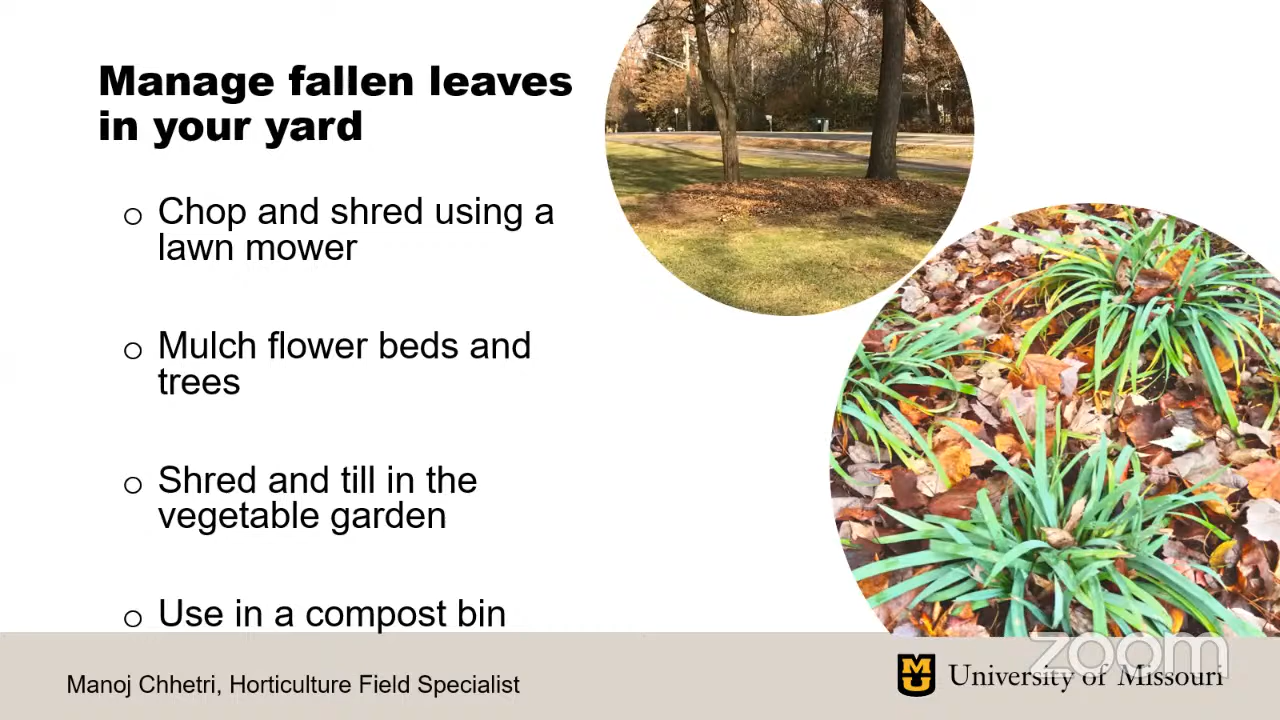 Manage fallen leaves
in your yard
o Chop and shred using a
lawn mower
o Mulch flower beds and
trees
o Shred and till in the
vegetable garden
o Use in a compost bin
Manoj Chhetri, Horticulture Field Specialist
MU
University of Missouri
zoom